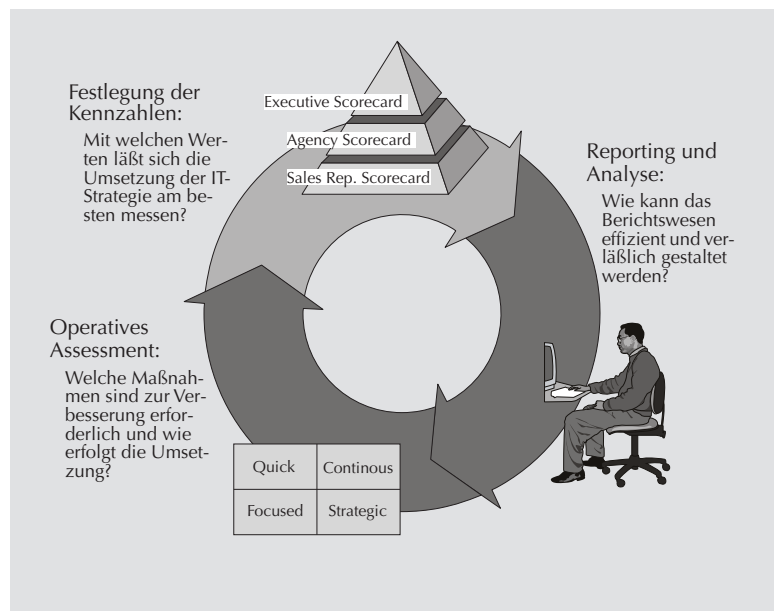 Festlegung der
Kennzahlen:
Mit welchen Wer-
ten läßt sich die
Umsetzung der IT-
Strategie am be-
sten messen?
Executive Scorecard
Agency Scorecard
Sales Rep. Scorecard
Reporting und
Analyse:
Wie kann das
Berichtswesen
effizient und ver-
läßlich gestaltet
werden?
Operatives
Assessment:
Welche Maßnah-
men sind zur Ver-
besserung erfor-
derlich und wie
erfolgt die Umset-
zung?
Quick Continous
Focused Strategic